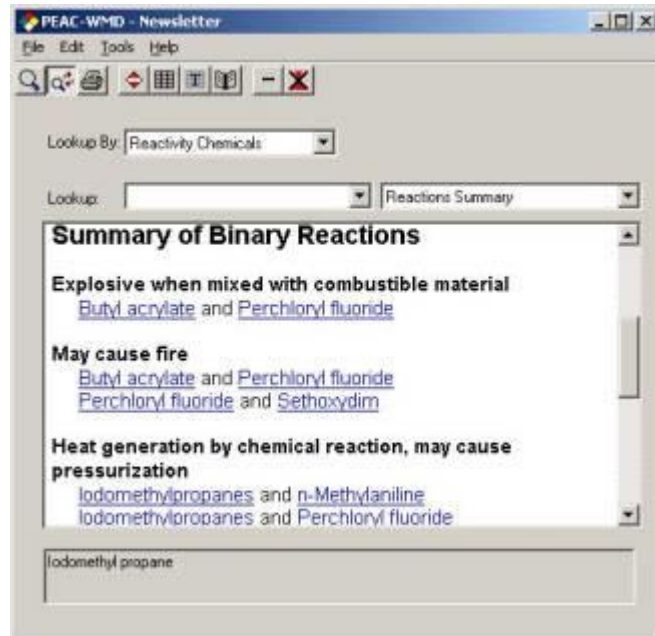 PEAC-WMD - Newsletter
File Edit Tools Help
Lookup By: Reactivity Chemicals
Lookup: Reactions Summary
Summary of Binary Reactions
Explosive when mixed with combustible material
Butyl acrylate and Perchloryl fluoride
May cause fire
Butyl acrylate and Perchloryl fluoride
Perchloryl fluoride and Sethoxydim
Heat generation by chemical reaction, may cause
pressurization
Iodomethylpropanes and n-Methylaniline
Iodomethylpropanes and Perchloryl fluoride
Iodomethyl propane